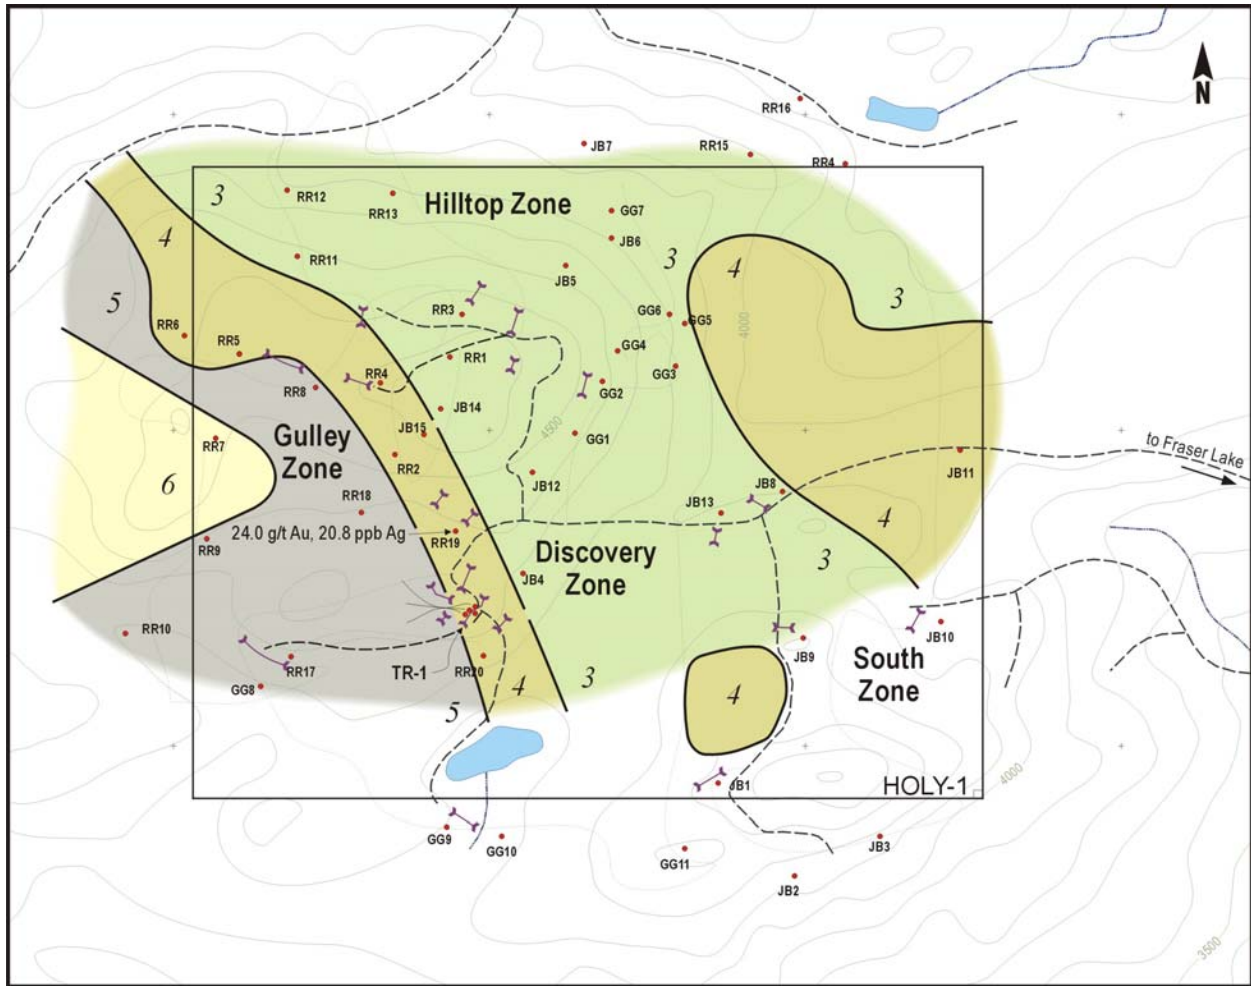 RR16
N
JB7
RR15
RR4
3
RR12
RR13
Hilltop Zone
GG7
4
JB6
3
RR11
JB5
4
5
3
RR3
GG6
GG5
4000
RR6
RR5
GG4
RR1
GG3
RR4
RR8
GG2
JB14
4500
Gulley
Zone
JB15
GG1
RR7
to Fraser Lake
RR2
JB11
6
JB12
JB8
RR18
JB13
4
24.0 g/t Au, 20.8 ppb Ag
RR19
RR9
Discovery
Zone
3
JB4
RR10
JB10
JB9
South
Zone
RR17
TR-1
RR20
GG8
4
3
4
5
JB1
HOLY-1
4000
GG9
GG10
JB3
GG11
JB2
3500